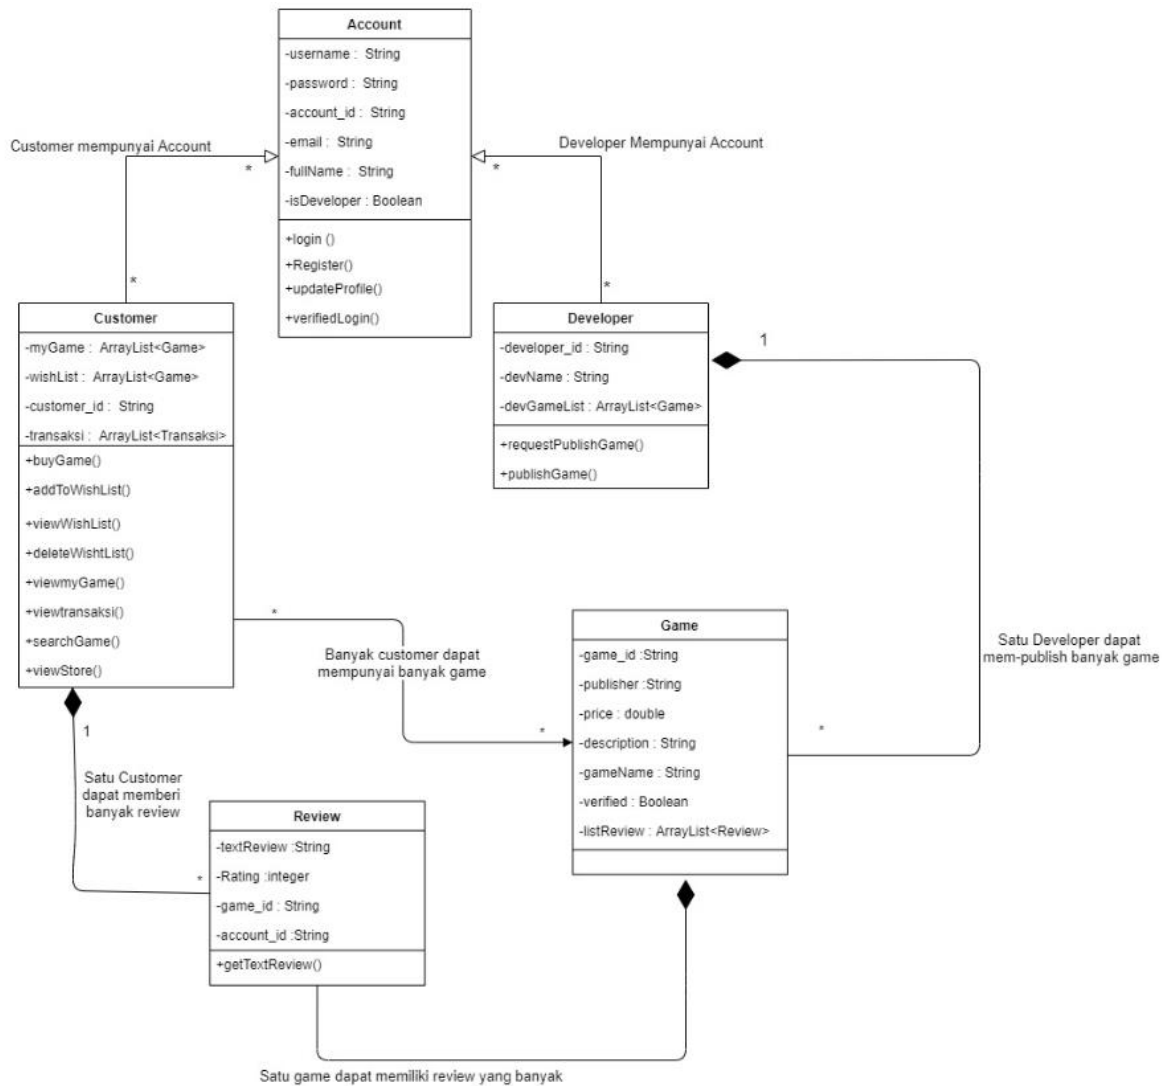 Account
-username : String
-password : String
-account_id : String
-email : String
-fullName : String
-isDeveloper : Boolean
+login ()
+Register()
+updateProfile()
+verifiedLogin()
Customer mempunyai Account
*
*
Developer Mempunyai Account
*
*
Customer
-myGame : ArrayList<Game>
-wishList : ArrayList<Game>
-customer_id : String
-transaksi : ArrayList<Transaksi>
+buyGame()
+addToWishList()
+viewWishList()
+deleteWishtList()
+viewmyGame()
+viewtransaksi()
+searchGame()
+viewStore()
Developer
-developer_id : String
-devName : String
-devGameList : ArrayList<Game>
+requestPublishGame()
+publishGame()
1
Satu Developer dapat
mem-publish banyak game
*
*
Banyak customer dapat
mempunyai banyak game
*
Game
-game_id :String
-publisher :String
-price : double
-description : String
-gameName : String
-verified : Boolean
-listReview : ArrayList<Review>
1
Satu Customer
dapat memberi
banyak review
*
Review
-textReview :String
-Rating :integer
-game_id : String
-account_id :String
+getTextReview()
Satu game dapat memiliki review yang banyak